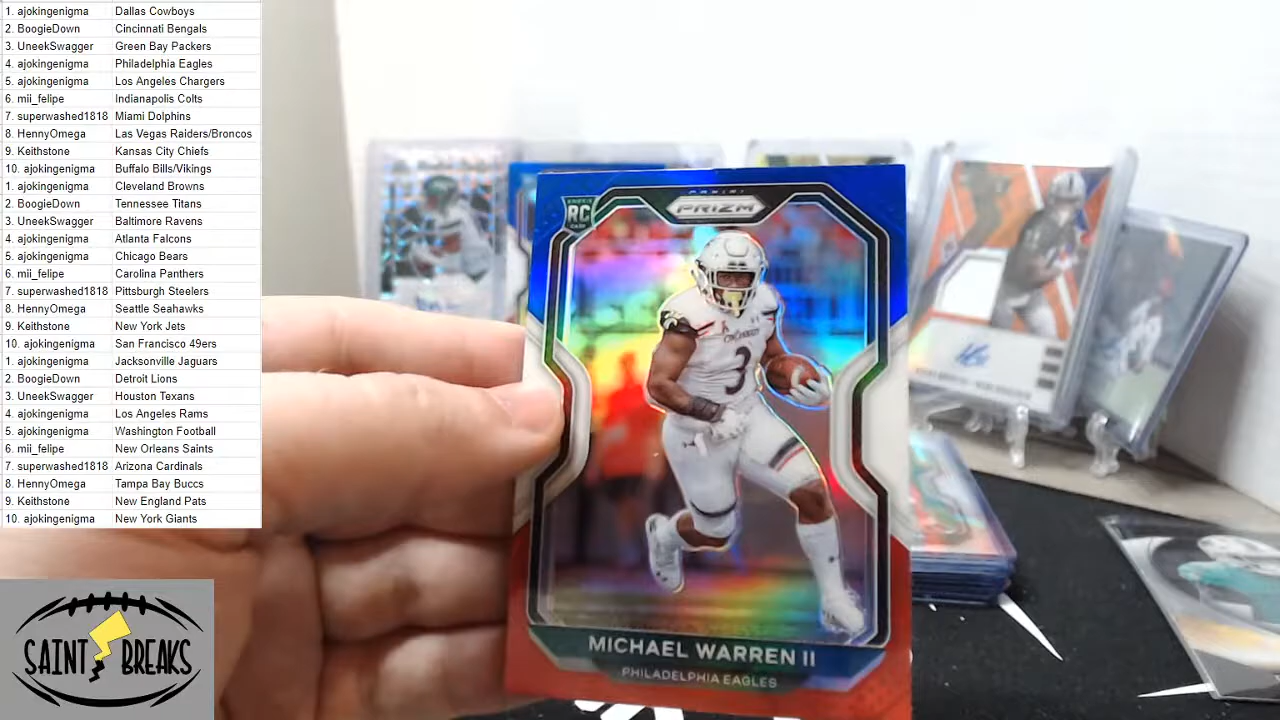 1. ajokingenigma Dallas Cowboys
2. BoogieDown Cincinnati Bengals
3. UneekSwagger Green Bay Packers
4. ajokingenigma Philadelphia Eagles
5. ajokingenigma Los Angeles Chargers
6. mii_felipe Indianapolis Colts
7. superwashed1818 Miami Dolphins
8. HennyOmega Las Vegas Raiders/Broncos
9. Keithstone Kansas City Chiefs
10. ajokingenigma Buffalo Bills/Vikings
1. ajokingenigma Cleveland Browns
2. BoogieDown Tennessee Titans
3. UneekSwagger Baltimore Ravens
4. ajokingenigma Atlanta Falcons
5. ajokingenigma Chicago Bears
6. mii_felipe Carolina Panthers
7. superwashed1818 Pittsburgh Steelers
8. HennyOmega Seattle Seahawks
9. Keithstone New York Jets
10. ajokingenigma San Francisco 49ers
1. ajokingenigma Jacksonville Jaguars
2. BoogieDown Detroit Lions
3. UneekSwagger Houston Texans
4. ajokingenigma Los Angeles Rams
5. ajokingenigma Washington Football
6. mii_felipe New Orleans Saints
7. superwashed1818 Arizona Cardinals
8. HennyOmega Tampa Bay Buccs
9. Keithstone New England Pats
10. ajokingenigma New York Giants
SAINT BREAKS
PANINI
PRIZM
RC
CINCINNATI
3
MICHAEL WARREN II
PHILADELPHIA EAGLES